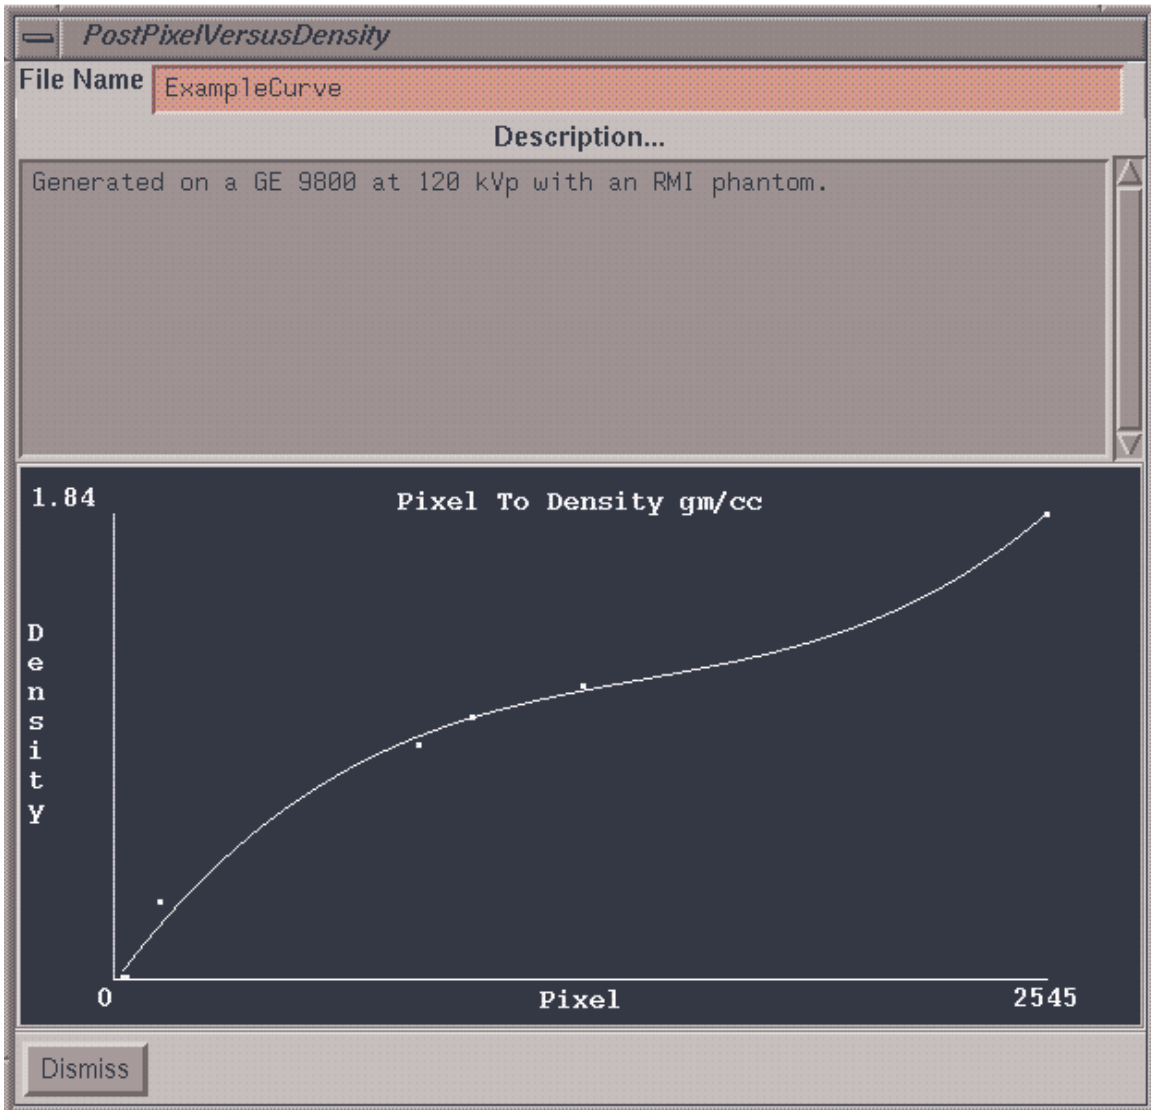 PostPixelVersusDensity
File Name ExampleCurve
Description...
Generated on a GE 9800 at 120 kVp with an RMI phantom.
1.84
Pixel To Density gm/cc
Density
0
Pixel
2545
Dismiss